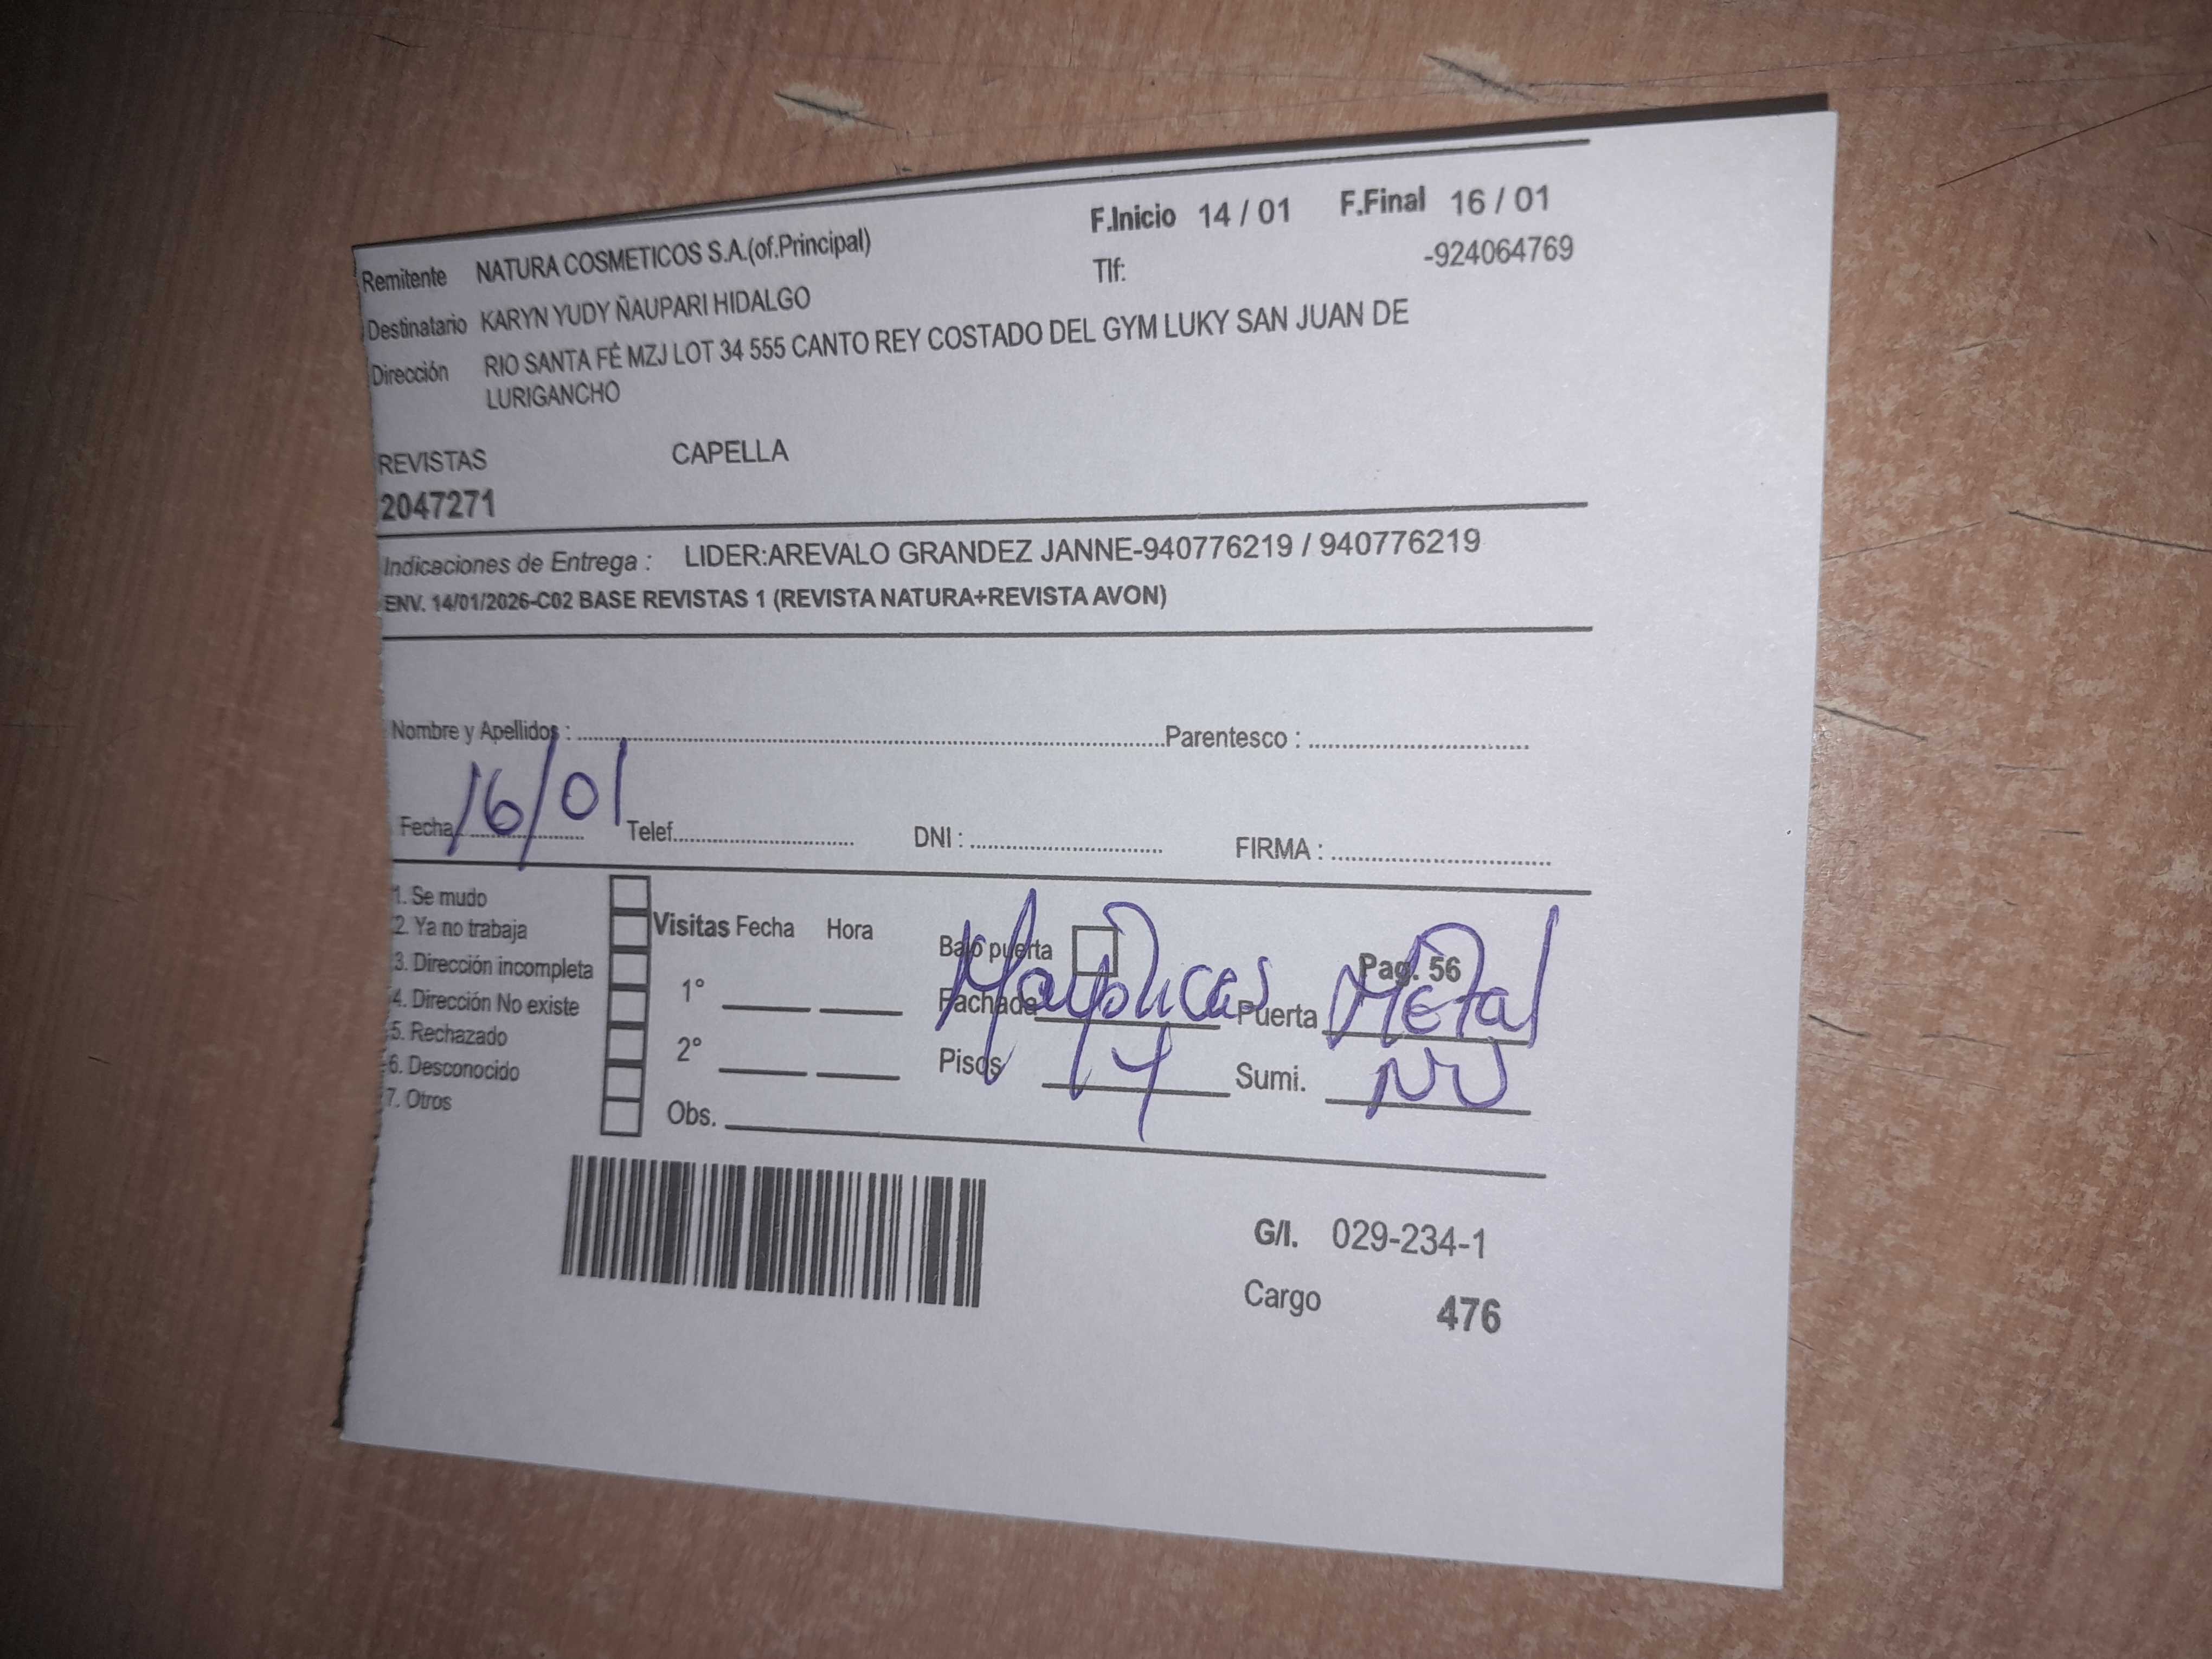 F.Inicio 14 / 01 F.Final 16 / 01
Remitente NATURA COSMETICOS S.A.(of.Principal)
Tlf: -924064769
Destinatario KARYN YUDY ÑAUPARI HIDALGO
Dirección RIO SANTA FÉ MZJ LOT 34 555 CANTO REY COSTADO DEL GYM LUKY SAN JUAN DE
LURIGANCHO
REVISTAS CAPELLA
2047271
Indicaciones de Entrega : LIDER:AREVALO GRANDEZ JANNE-940776219 / 940776219
ENV. 14/01/2026-C02 BASE REVISTAS 1 (REVISTA NATURA+REVISTA AVON)
Nombre y Apellidos : Parentesco :
Fecha 16/01 Telef. DNI : FIRMA :
1. Se mudo
2. Ya no trabaja
3. Dirección incompleta
4. Dirección No existe
5. Rechazado
6. Desconocido
7. Otros
Visitas Fecha Hora
1°
2°
Obs.
Bajo puerta Pag. 56
Fachada Mayolicas Puerta Metal
Pisos 4 Sumi.
G/I. 029-234-1
Cargo 476